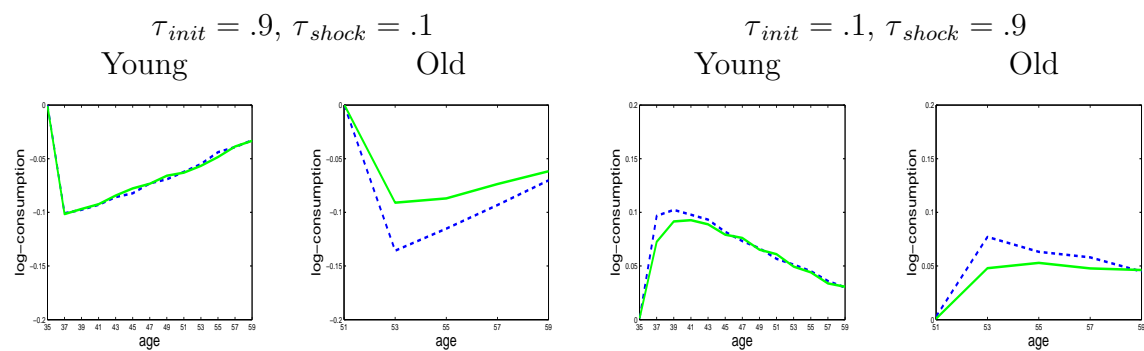 τ_init = .9, τ_shock = .1
τ_init = .1, τ_shock = .9
Young
Old
Young
Old
log−consumption
0
−0.05
−0.1
−0.15
−0.2
35 37 39 41 43 45 47 49 51 53 55 57 59
age
log−consumption
0
−0.05
−0.1
−0.15
−0.2
51 53 55 57 59
age
log−consumption
0.2
0.15
0.1
0.05
0
35 37 39 41 43 45 47 49 51 53 55 57 59
age
log−consumption
0.2
0.15
0.1
0.05
0
51 53 55 57 59
age